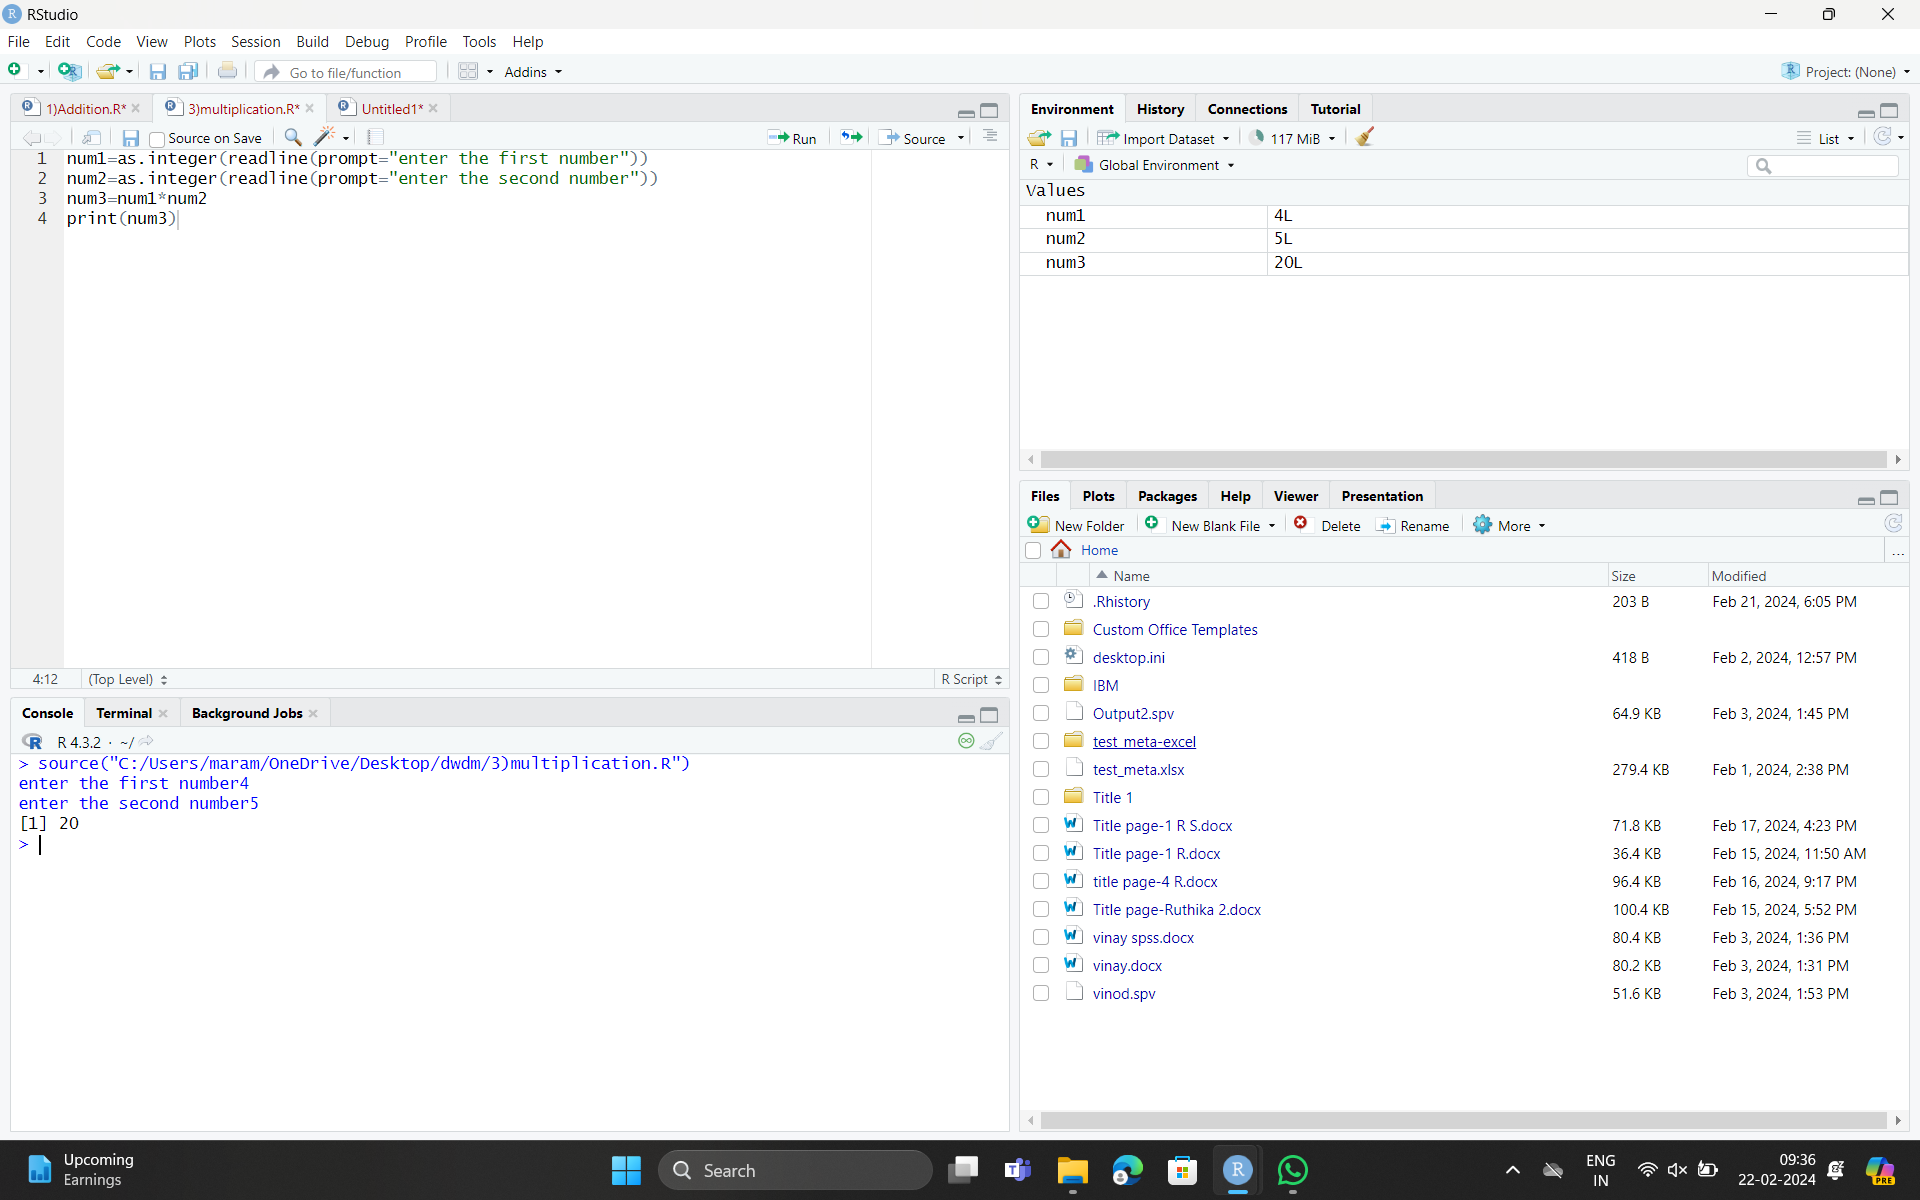 RStudio
File Edit Code View Plots Session Build Debug Profile Tools Help
Go to file/function Addins Project: (None)
1)Addition.R* 3)multiplication.R* Untitled1*
Source on Save Run Source
1 num1=as.integer(readline(prompt="enter the first number"))
2 num2=as.integer(readline(prompt="enter the second number"))
3 num3=num1*num2
4 print(num3)
4:12 (Top Level) R Script
Console Terminal Background Jobs
R 4.3.2 · ~/
> source("C:/Users/maram/OneDrive/Desktop/dwdm/3)multiplication.R")
enter the first number4
enter the second number5
[1] 20
>
Environment History Connections Tutorial
Import Dataset 117 MiB List
R Global Environment
Values
num1 4L
num2 5L
num3 20L
Files Plots Packages Help Viewer Presentation
New Folder New Blank File Delete Rename More
Home ...
Name Size Modified
.Rhistory 203 B Feb 21, 2024, 6:05 PM
Custom Office Templates
desktop.ini 418 B Feb 2, 2024, 12:57 PM
IBM
Output2.spv 64.9 KB Feb 3, 2024, 1:45 PM
test_meta-excel
test_meta.xlsx 279.4 KB Feb 1, 2024, 2:38 PM
Title 1
Title page-1 R S.docx 71.8 KB Feb 17, 2024, 4:23 PM
Title page-1 R.docx 36.4 KB Feb 15, 2024, 11:50 AM
title page-4 R.docx 96.4 KB Feb 16, 2024, 9:17 PM
Title page-Ruthika 2.docx 100.4 KB Feb 15, 2024, 5:52 PM
vinay spss.docx 80.4 KB Feb 3, 2024, 1:36 PM
vinay.docx 80.2 KB Feb 3, 2024, 1:31 PM
vinod.spv 51.6 KB Feb 3, 2024, 1:53 PM
Upcoming
Earnings
Search
ENG
IN
09:36
22-02-2024
PRE